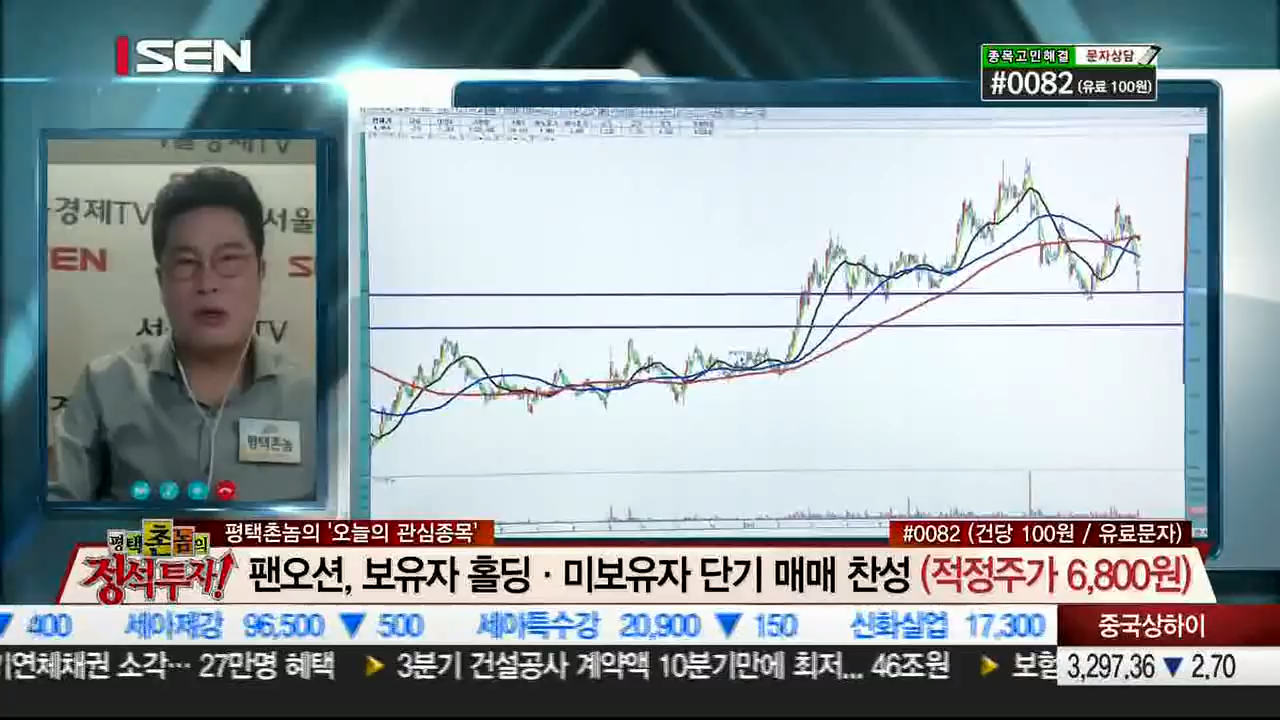 SEN
종목고민해결 문자상담
#0082 (유료 100원)
서울경제TV
경제TV 서울
EN S
평택촌놈
평택촌놈의 정석투자!
평택촌놈의 '오늘의 관심종목'
#0082 (건당 100원 / 유료문자)
팬오션, 보유자 홀딩 · 미보유자 단기 매매 찬성 (적정주가 6,800원)
▼ 400 세아제강 96,500 ▼ 500 세아특수강 20,900 ▼ 150 신화실업 17,300
중국상하이
기연체채권 소각… 27만명 혜택 ▶ 3분기 건설공사 계약액 10분기만에 최저... 46조원 ▶ 보험
3,297.36 ▼ 2.70